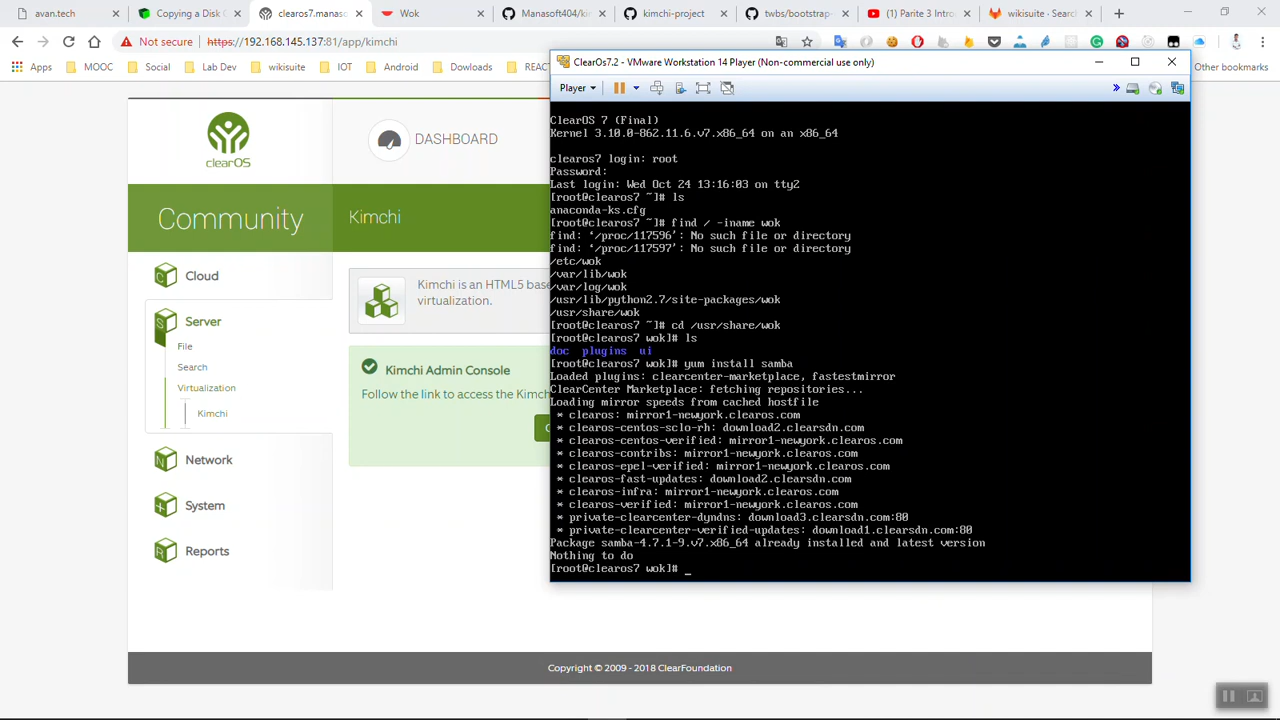 avan.tech
Copying a Disk C
clearos7.manaso
Wok
Manasoft404/kin
kimchi-project
twbs/bootstrap-
Parite 3 Intro
wikisuite · Searc
Not secure
https://192.168.145.137:81/app/kimchi
Apps
MOOC
Social
Lab Dev
wikisuite
IOT
Android
Downloads
REAC
Other bookmarks
clearOS
DASHBOARD
Community
Kimchi
Cloud
Server
File
Search
Virtualization
Kimchi
Network
System
Reports
Kimchi is an HTML5 base
virtualization.
Kimchi Admin Console
Follow the link to access the Kimch
Copyright © 2009 - 2018 ClearFoundation
ClearOs7.2 - VMware Workstation 14 Player (Non-commercial use only)
Player
ClearOS 7 (Final)
Kernel 3.10.0-862.11.6.v7.x86_64 on an x86_64
clearos7 login: root
Password:
Last login: Wed Oct 24 13:16:03 on tty2
[root@clearos7 ~]# ls
anaconda-ks.cfg
[root@clearos7 ~]# find / -iname wok
find: ‘/proc/117596’: No such file or directory
find: ‘/proc/117597’: No such file or directory
/etc/wok
/var/lib/wok
/var/log/wok
/usr/lib/python2.7/site-packages/wok
/usr/share/wok
[root@clearos7 ~]# cd /usr/share/wok
[root@clearos7 wok]# ls
doc plugins ui
[root@clearos7 wok]# yum install samba
Loaded plugins: clearcenter-marketplace, fastestmirror
ClearCenter Marketplace: fetching repositories...
Loading mirror speeds from cached hostfile
* clearos: mirror1-newyork.clearos.com
* clearos-centos-sclo-rh: download2.clearsdn.com
* clearos-centos-verified: mirror1-newyork.clearos.com
* clearos-contribs: mirror1-newyork.clearos.com
* clearos-epel-verified: mirror1-newyork.clearos.com
* clearos-fast-updates: download2.clearsdn.com
* clearos-infra: mirror1-newyork.clearos.com
* clearos-verified: mirror1-newyork.clearos.com
* private-clearcenter-dyndns: download3.clearsdn.com:80
* private-clearcenter-verified-updates: download1.clearsdn.com:80
Package samba-4.7.1-9.v7.x86_64 already installed and latest version
Nothing to do
[root@clearos7 wok]# _